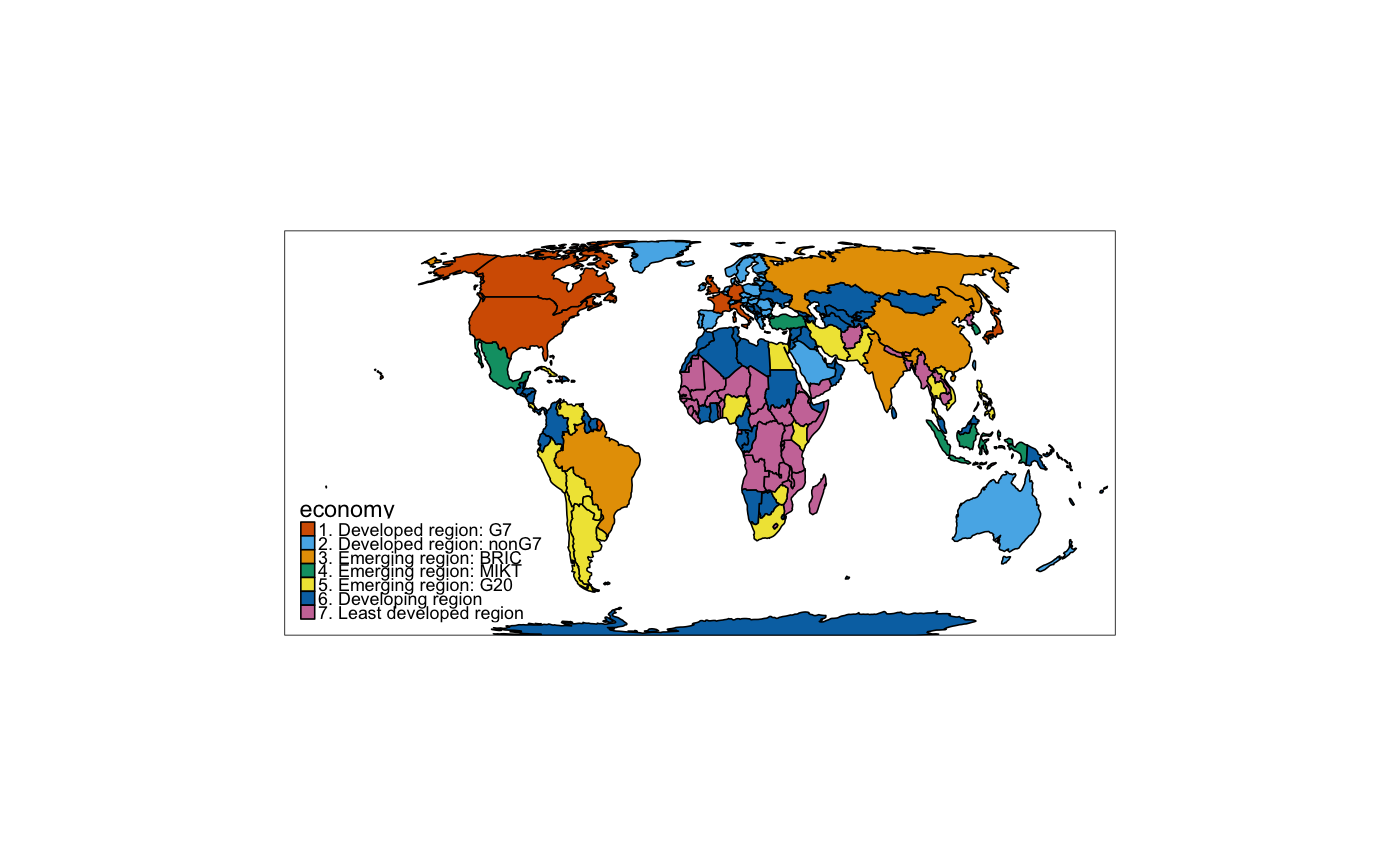 economy
1. Developed region: G7
2. Developed region: nonG7
3. Emerging region: BRIC
4. Emerging region: MIKT
5. Emerging region: G20
6. Developing region
7. Least developed region